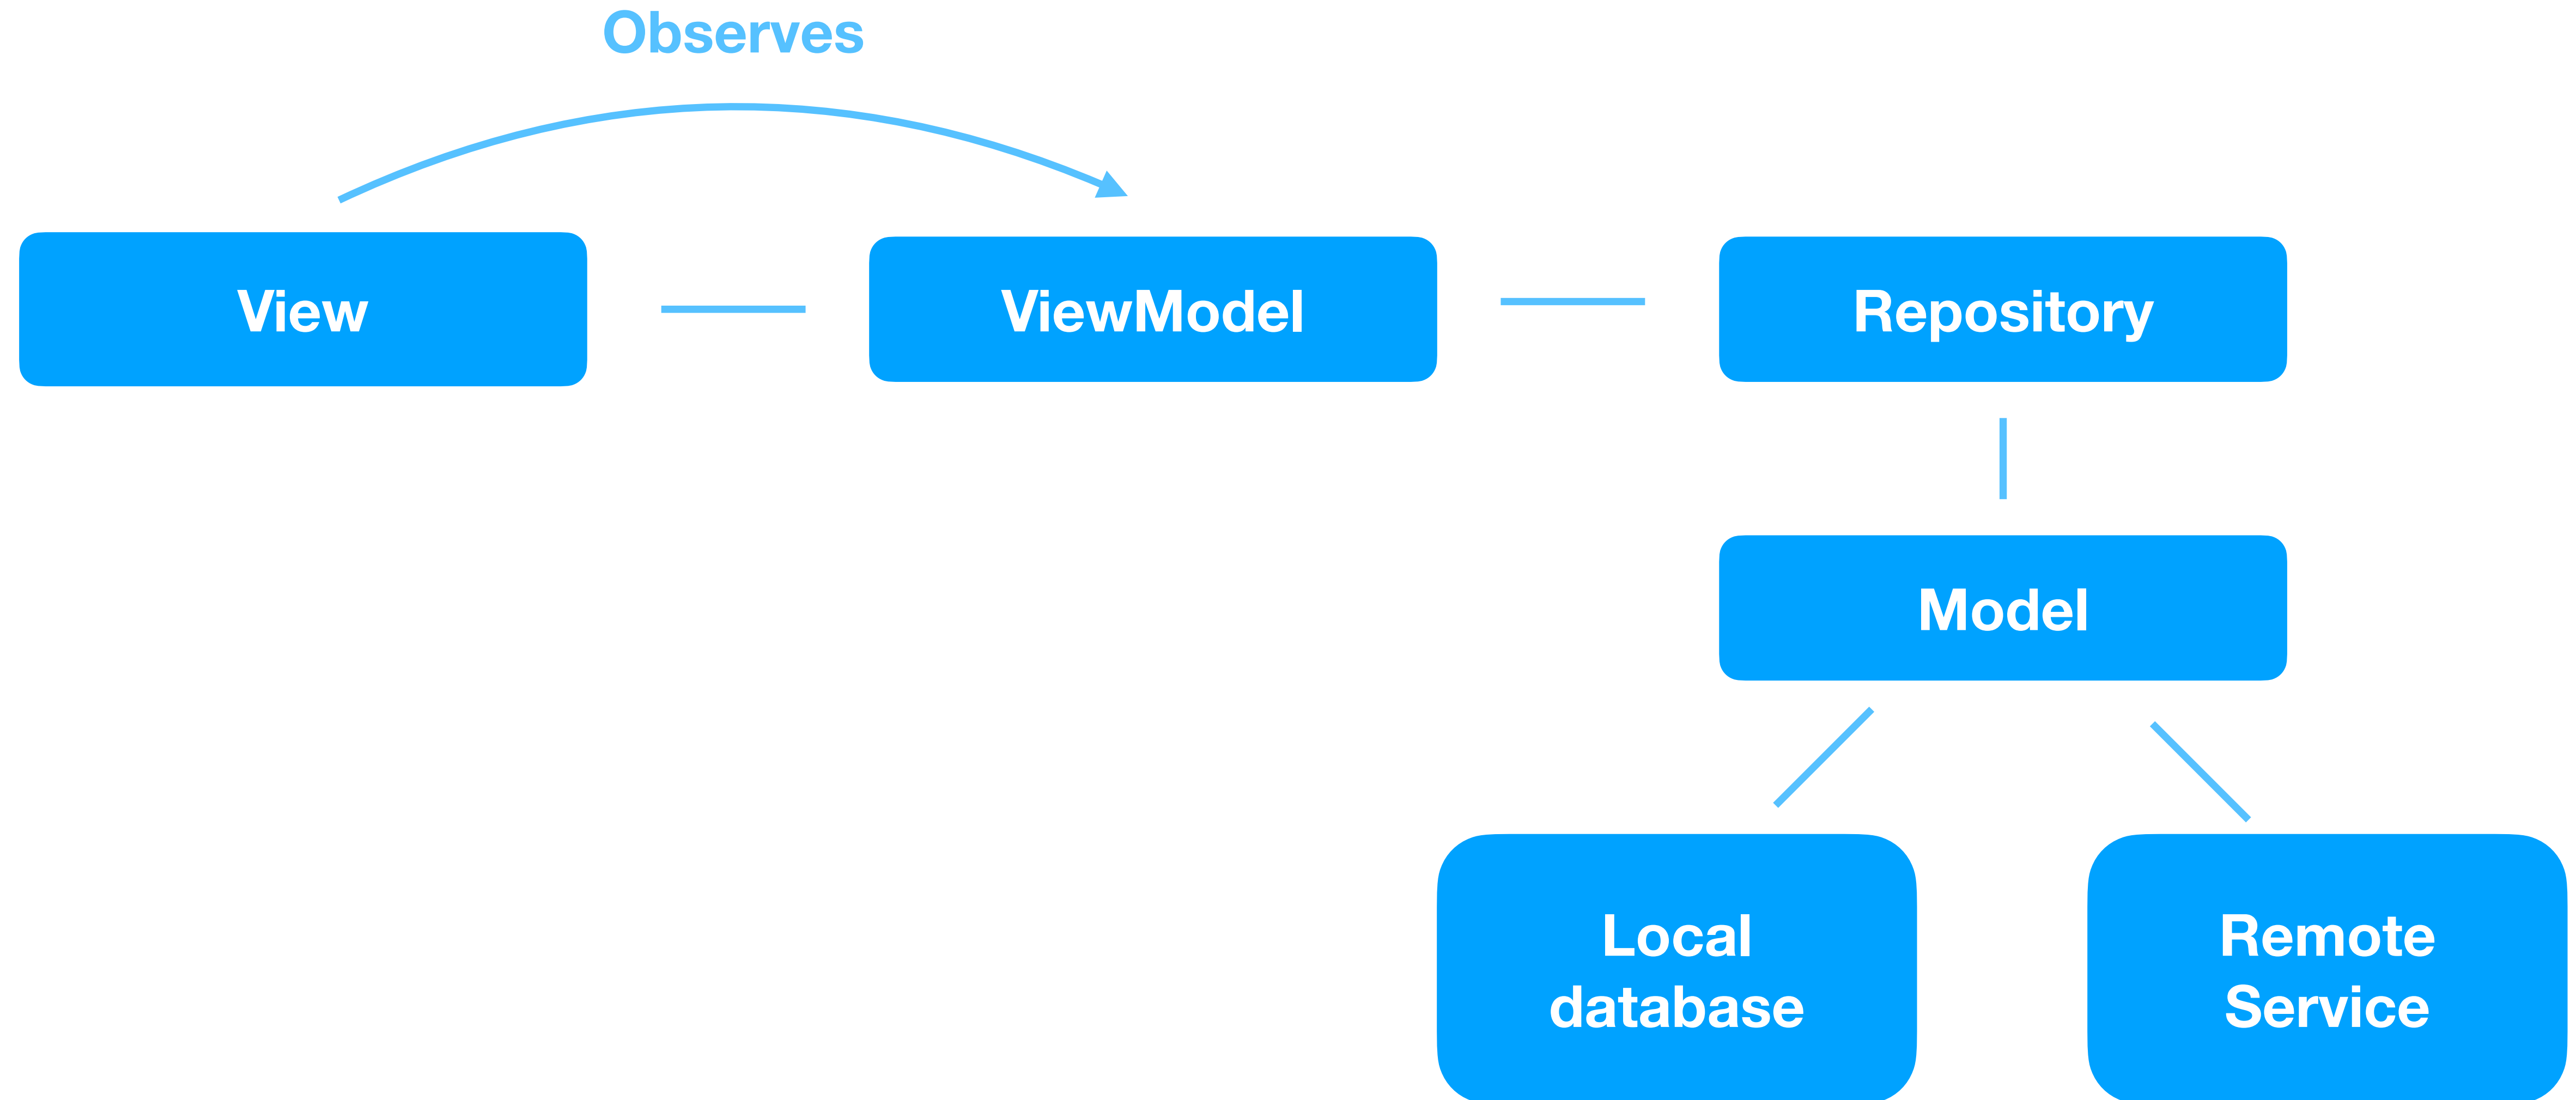 Observes
View
ViewModel
Repository
Model
Local
database
Remote
Service